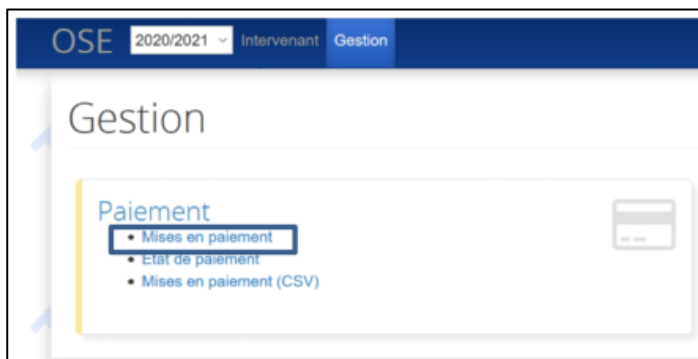 OSE 2020/2021 Intervenant Gestion
Gestion
Paiement
Mises en paiement
Etat de paiement
Mises en paiement (CSV)